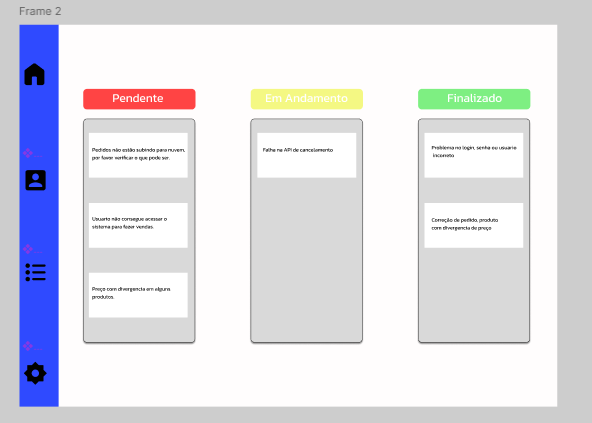 Frame 2
Pendente
Em Andamento
Finalizado
Pedidos não estão subindo para nuvem,
por favor verificar o que pode ser.
Usuario não consegue acessar o
sistema para fazer vendas.
Preço com divergencia em alguns
produtos.
Falha na API de cancelamento
Problema no login, senha ou usuário
incorreto
Correção de pedido, produto
com divergencia de preço